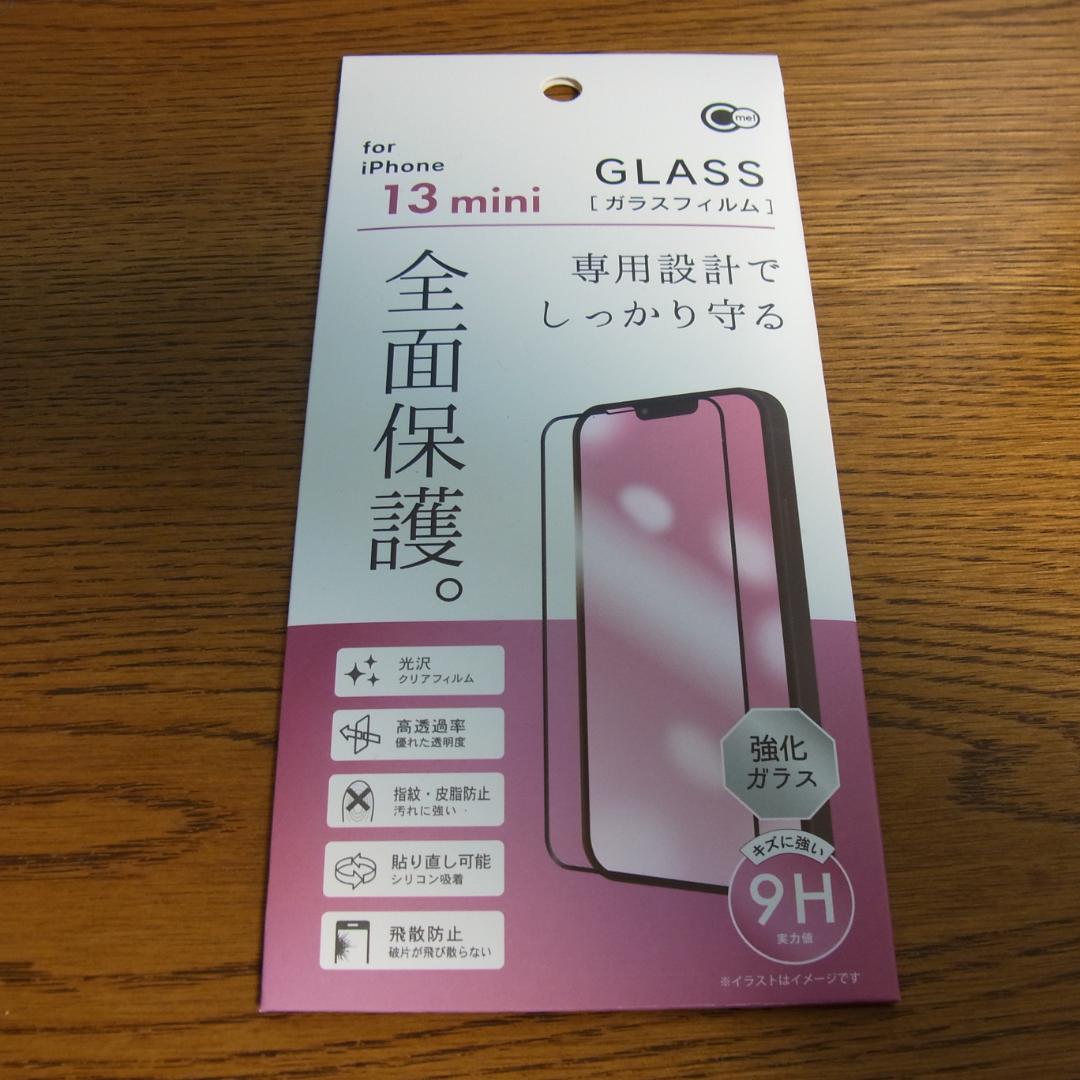 C mel
for
iPhone
13 mini
GLASS
[ ガラスフィルム ]
専用設計で
しっかり守る
全面保護。
光沢
クリアフィルム
高透過率
優れた透明度
指紋・皮脂防止
汚れに強い
貼り直し可能
シリコン吸着
飛散防止
破片が飛び散らない
強化
ガラス
キズに強い
9H
実力値
※イラストはイメージです